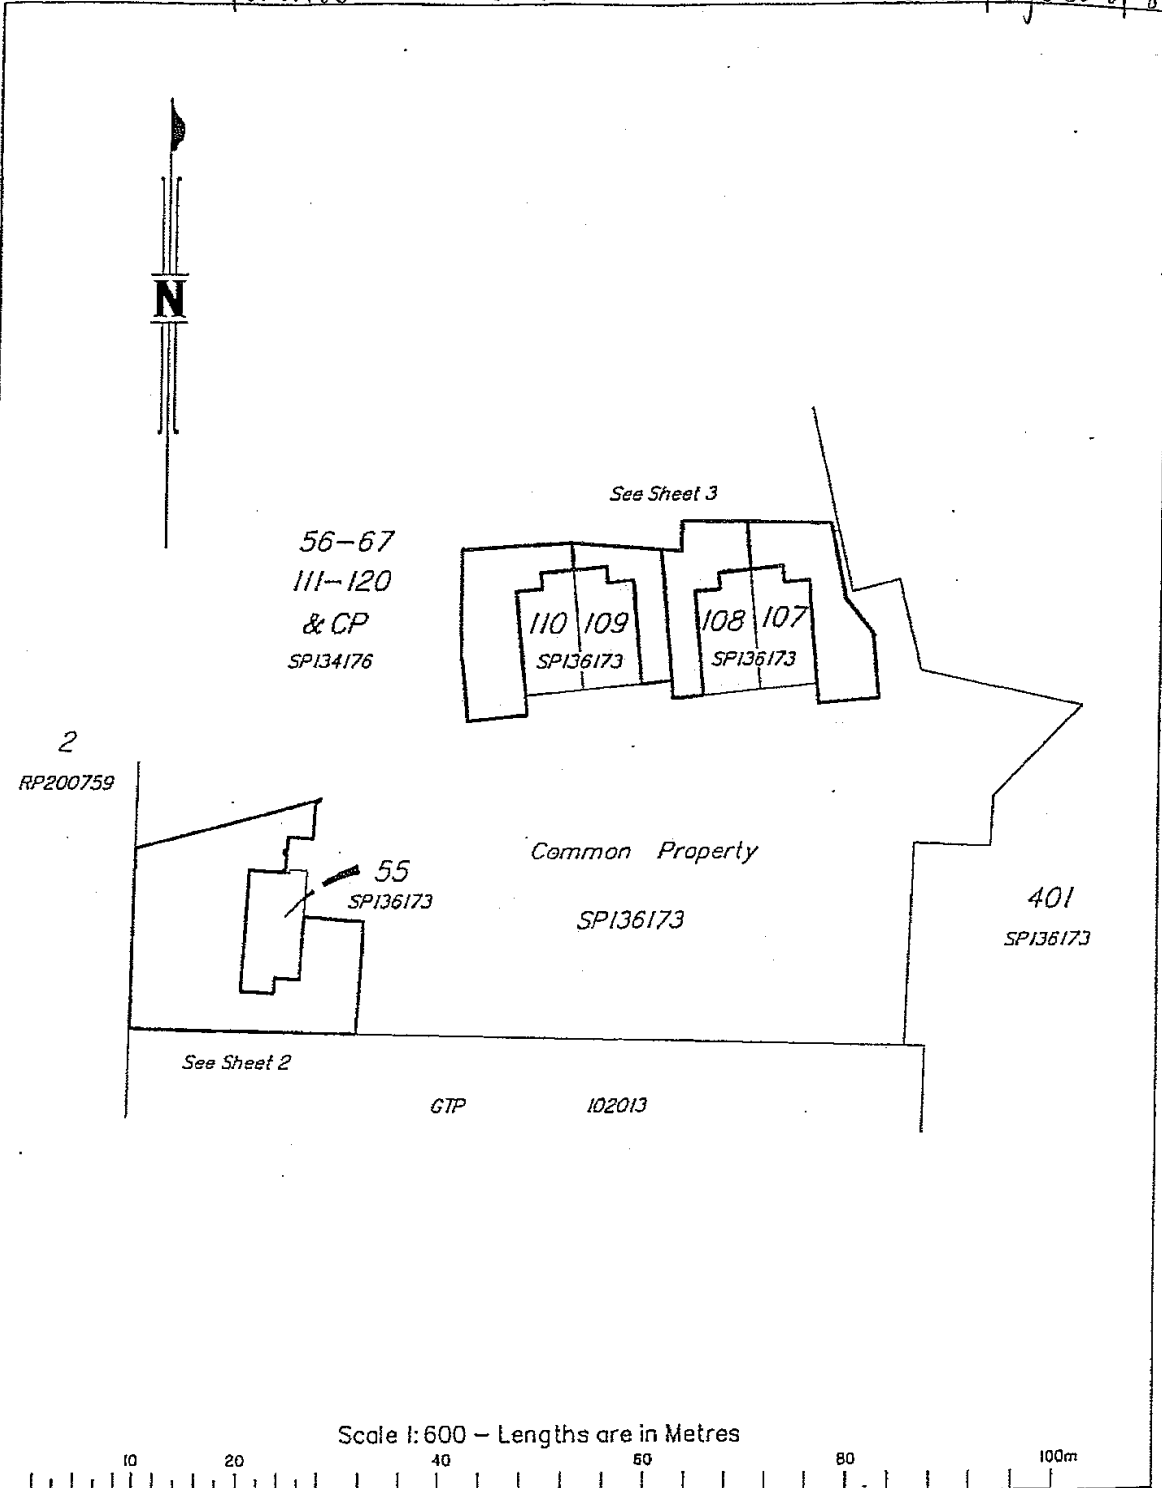 N
See Sheet 3
56-67
111-120
& CP
SP134176
110 109
SP136173
108 107
SP136173
2
RP200759
55
SP136173
Common Property
SP136173
401
SP136173
See Sheet 2
GTP 102013
Scale 1:600 – Lengths are in Metres
10 20 40 60 80 100m